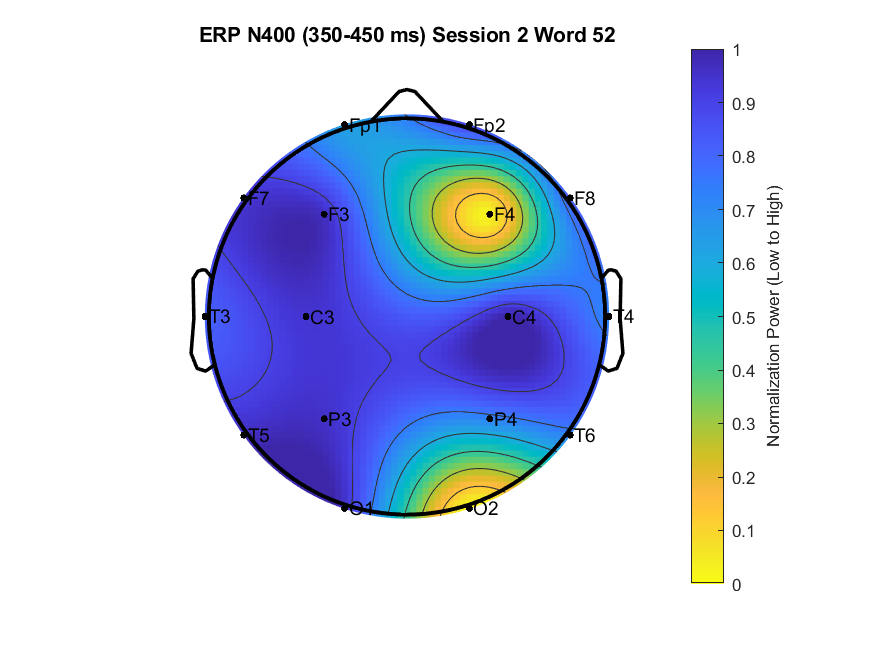 ERP N400 (350-450 ms) Session 2 Word 52
Fp1
Fp2
F7
F3
F4
F8
T3
C3
C4
T4
T5
P3
P4
T6
O1
O2
1
0.9
0.8
0.7
0.6
0.5
0.4
0.3
0.2
0.1
0
Normalization Power (Low to High)